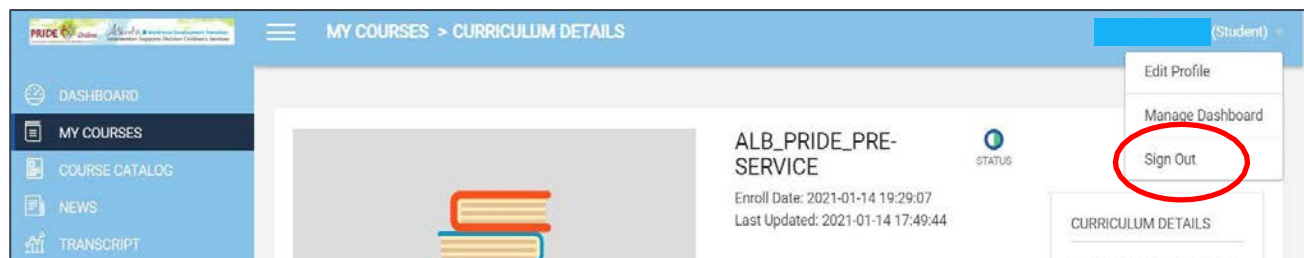 PRIDE Online Alberta
MY COURSES > CURRICULUM DETAILS
(Student)
Edit Profile
Manage Dashboard
Sign Out
DASHBOARD
MY COURSES
COURSE CATALOG
NEWS
TRANSCRIPT
ALB_PRIDE_PRE-
SERVICE
STATUS
Enroll Date: 2021-01-14 19:29:07
Last Updated: 2021-01-14 17:49:44
CURRICULUM DETAILS